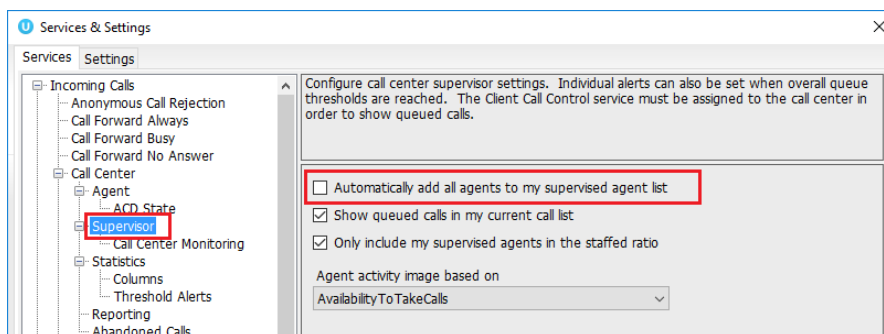 Services & Settings
Services Settings
Incoming Calls
Anonymous Call Rejection
Call Forward Always
Call Forward Busy
Call Forward No Answer
Call Center
Agent
ACD State
Supervisor
Call Center Monitoring
Statistics
Columns
Threshold Alerts
Reporting
Abandoned Calls
Configure call center supervisor settings. Individual alerts can also be set when overall queue
thresholds are reached. The Client Call Control service must be assigned to the call center in
order to show queued calls.
Automatically add all agents to my supervised agent list
Show queued calls in my current call list
Only include my supervised agents in the staffed ratio
Agent activity image based on
AvailabilityToTakeCalls